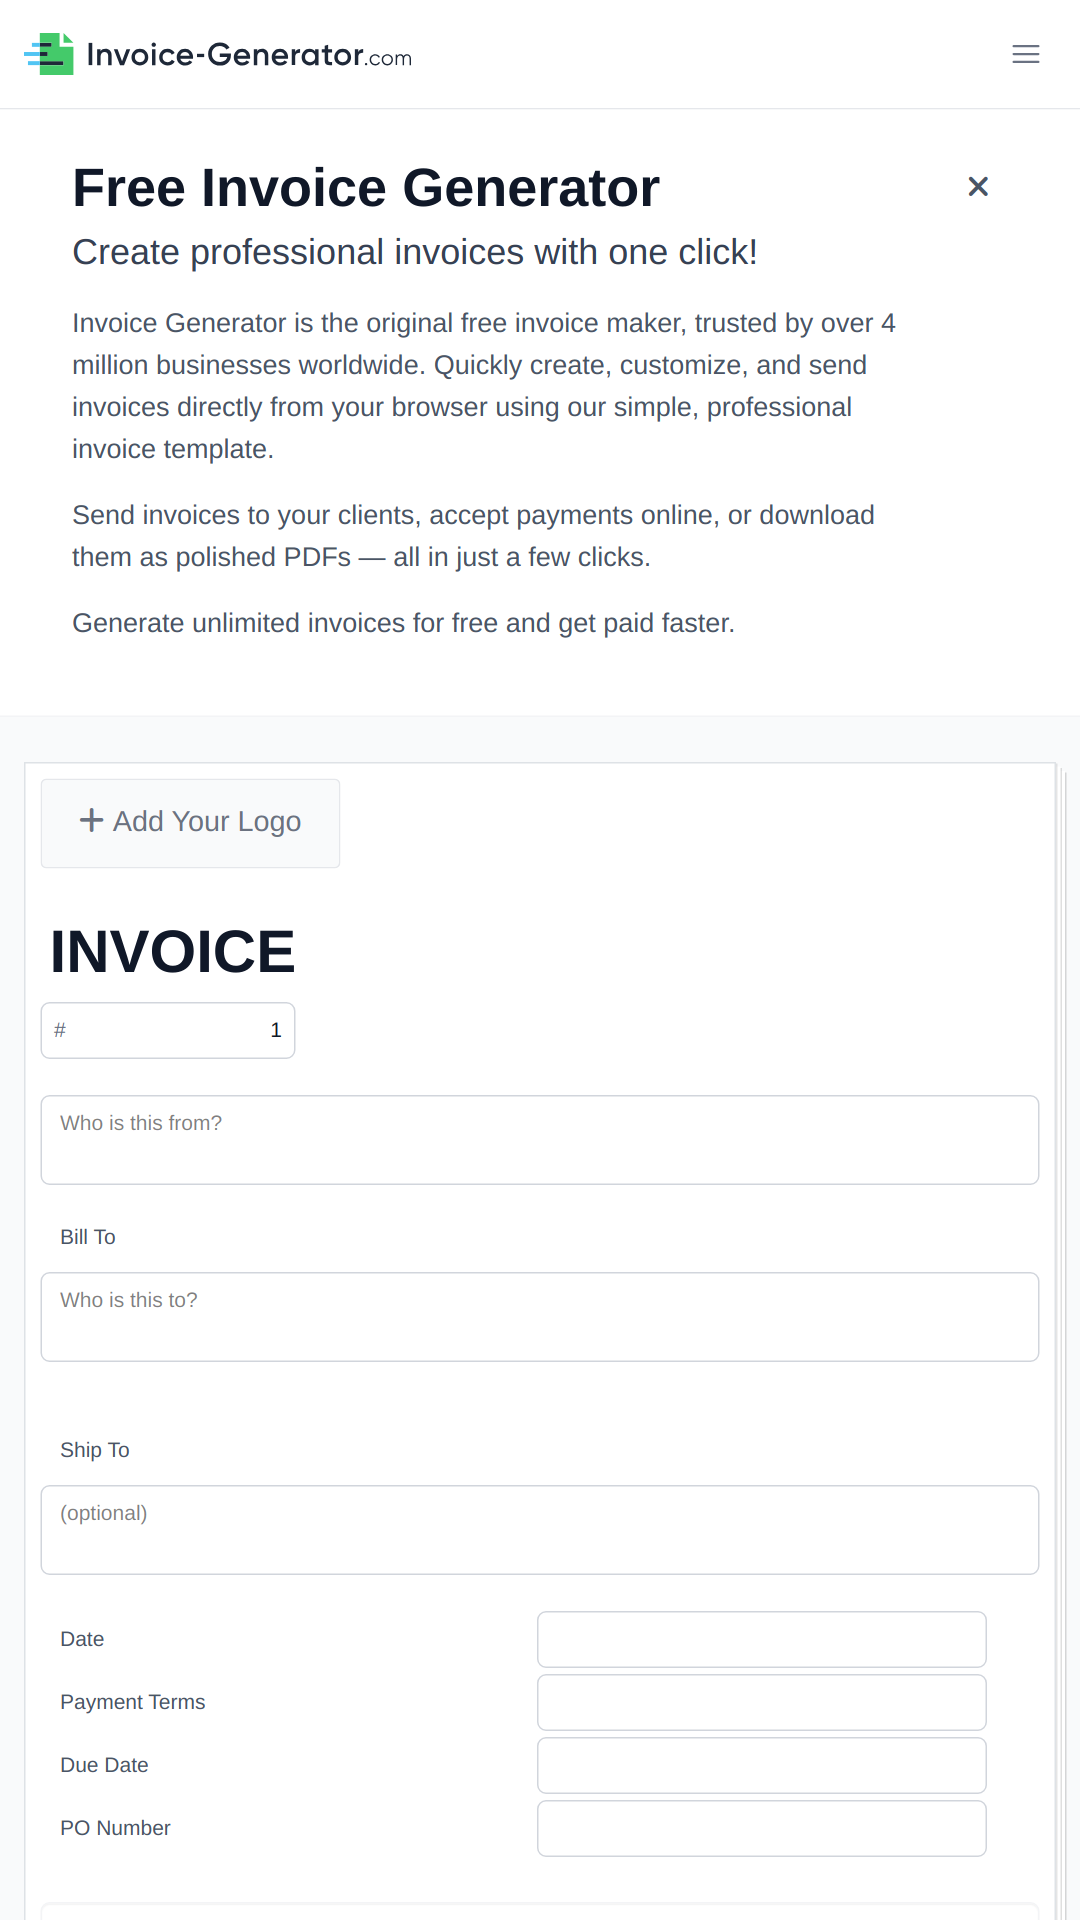 Invoice-Generator.com
Free Invoice Generator
Create professional invoices with one click!
Invoice Generator is the original free invoice maker, trusted by over 4
million businesses worldwide. Quickly create, customize, and send
invoices directly from your browser using our simple, professional
invoice template.
Send invoices to your clients, accept payments online, or download
them as polished PDFs — all in just a few clicks.
Generate unlimited invoices for free and get paid faster.
Add Your Logo
INVOICE
# 1
Who is this from?
Bill To
Who is this to?
Ship To
(optional)
Date
Payment Terms
Due Date
PO Number